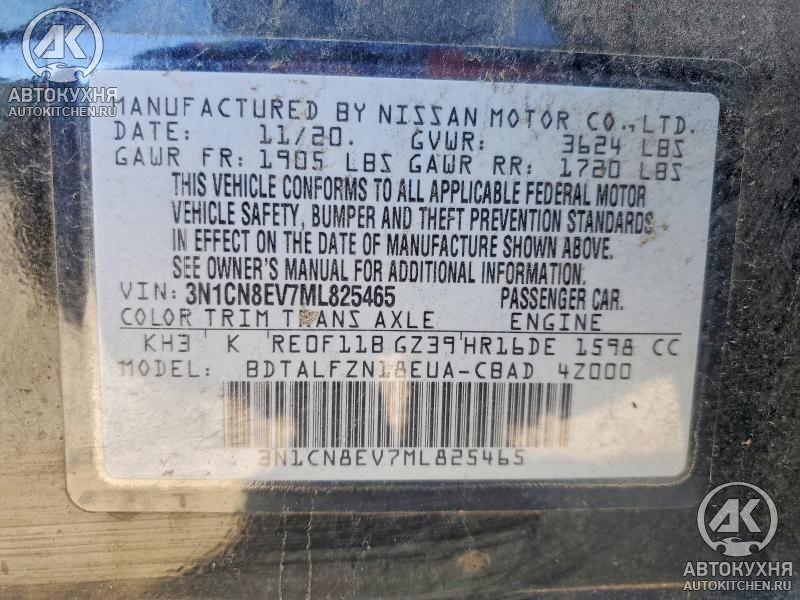 AK
АВТОКУХНЯ
AUTOKITCHEN.RU
MANUFACTURED BY NISSAN MOTOR CO.,LTD.
DATE: 11/20. GVWR: 3624 LBS
GAWR FR: 1905 LBS GAWR RR: 1720 LBS
THIS VEHICLE CONFORMS TO ALL APPLICABLE FEDERAL MOTOR
VEHICLE SAFETY, BUMPER AND THEFT PREVENTION STANDARDS
IN EFFECT ON THE DATE OF MANUFACTURE SHOWN ABOVE.
SEE OWNER'S MANUAL FOR ADDITIONAL INFORMATION.
VIN: 3N1CN8EV7ML825465 PASSENGER CAR.
COLOR TRIM TRANS AXLE ENGINE
KH3 K RE0F11B GZ39 HR16DE 1598 CC
MODEL: BDTALFZN18EUA-CBAD 4Z000
3N1CN8EV7ML825465
AK
АВТОКУХНЯ
AUTOKITCHEN.RU